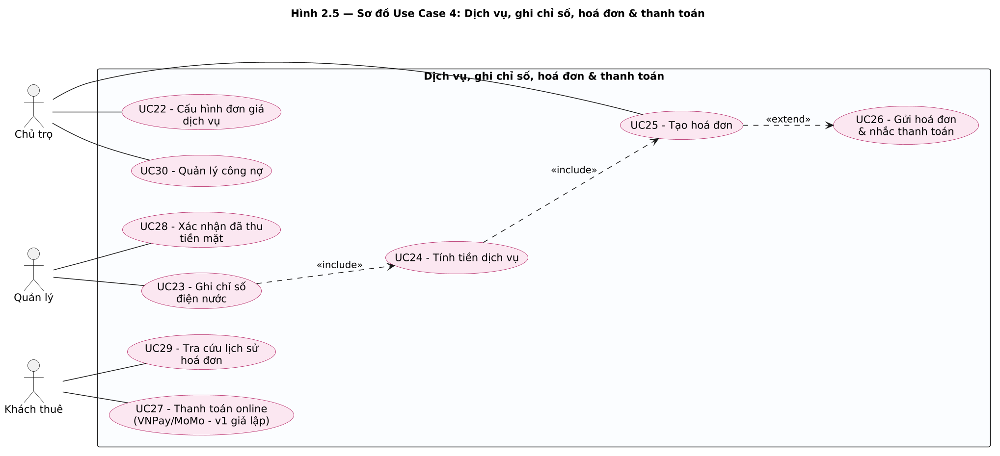 Hình 2.5 — Sơ đồ Use Case 4: Dịch vụ, ghi chỉ số, hoá đơn & thanh toán
Dịch vụ, ghi chỉ số, hoá đơn & thanh toán
Chủ trọ
UC22 - Cấu hình đơn giá
dịch vụ
UC25 - Tạo hoá đơn
«extend»
UC26 - Gửi hoá đơn
& nhắc thanh toán
UC30 - Quản lý công nợ
«include»
UC28 - Xác nhận đã thu
tiền mặt
Quản lý
UC23 - Ghi chỉ số
điện nước
«include»
UC24 - Tính tiền dịch vụ
UC29 - Tra cứu lịch sử
hoá đơn
Khách thuê
UC27 - Thanh toán online
(VNPay/MoMo - v1 giả lập)